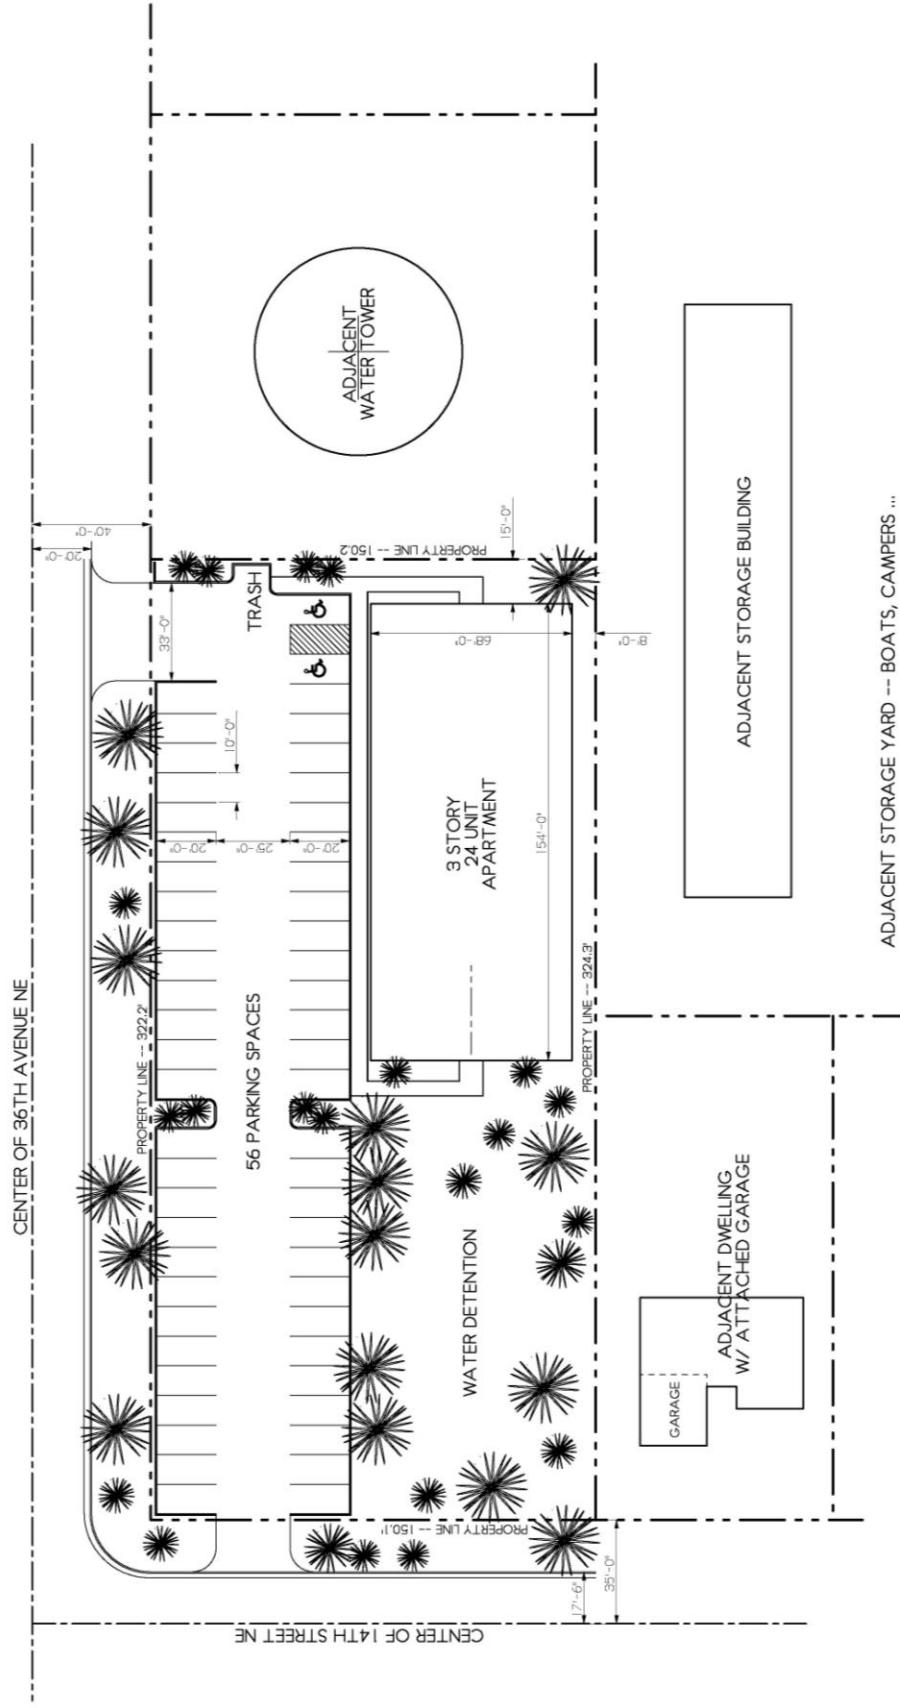 CENTER OF 36TH AVENUE NE
40'-0"
20'-0"
PROPERTY LINE -- 322.2'
33'-0"
TRASH
PROPERTY LINE -- 150.2
15'-0"
ADJACENT
WATER TOWER
10'-0"
20'-0"
25'-0"
20'-0"
56 PARKING SPACES
68'-0"
3 STORY
24 UNIT
APARTMENT
154'-0"
8'-0"
PROPERTY LINE -- 324.3'
WATER DETENTION
PROPERTY LINE -- 150.1'
17'-6"
35'-0"
CENTER OF 14TH STREET NE
GARAGE
ADJACENT DWELLING
W/ ATTACHED GARAGE
ADJACENT STORAGE BUILDING
ADJACENT STORAGE YARD -- BOATS, CAMPERS ...